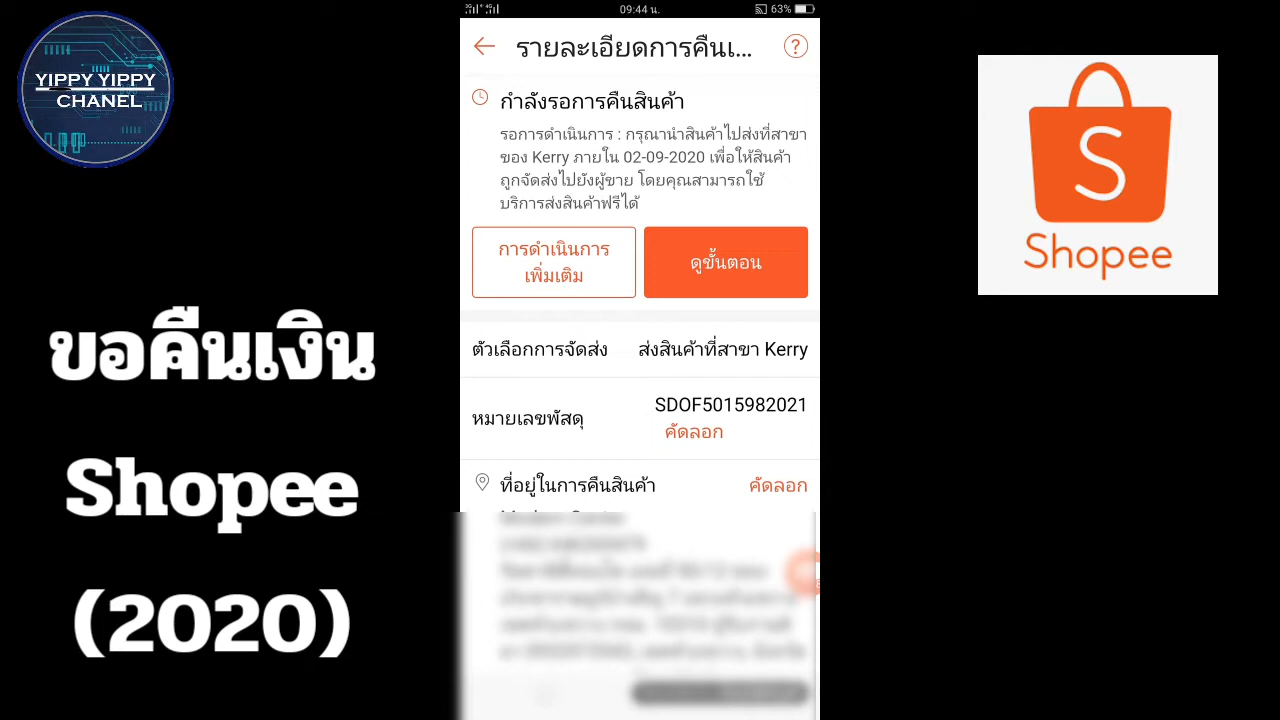 YIPPY YIPPY
CHANEL
ขอคืนเงิน
Shopee
(2020)
09:44 น.
63%
รายละเอียดการคืนเ...
?
กำลังรอการคืนสินค้า
รอการดำเนินการ : กรุณานำสินค้าไปส่งที่สาขา
ของ Kerry ภายใน 02-09-2020 เพื่อให้สินค้า
ถูกจัดส่งไปยังผู้ขาย โดยคุณสามารถใช้
บริการส่งสินค้าฟรีได้
การดำเนินการ
เพิ่มเติม
ดูขั้นตอน
ตัวเลือกการจัดส่ง ส่งสินค้าที่สาขา Kerry
หมายเลขพัสดุ SDOF5015982021
คัดลอก
ที่อยู่ในการคืนสินค้า คัดลอก
S
Shopee